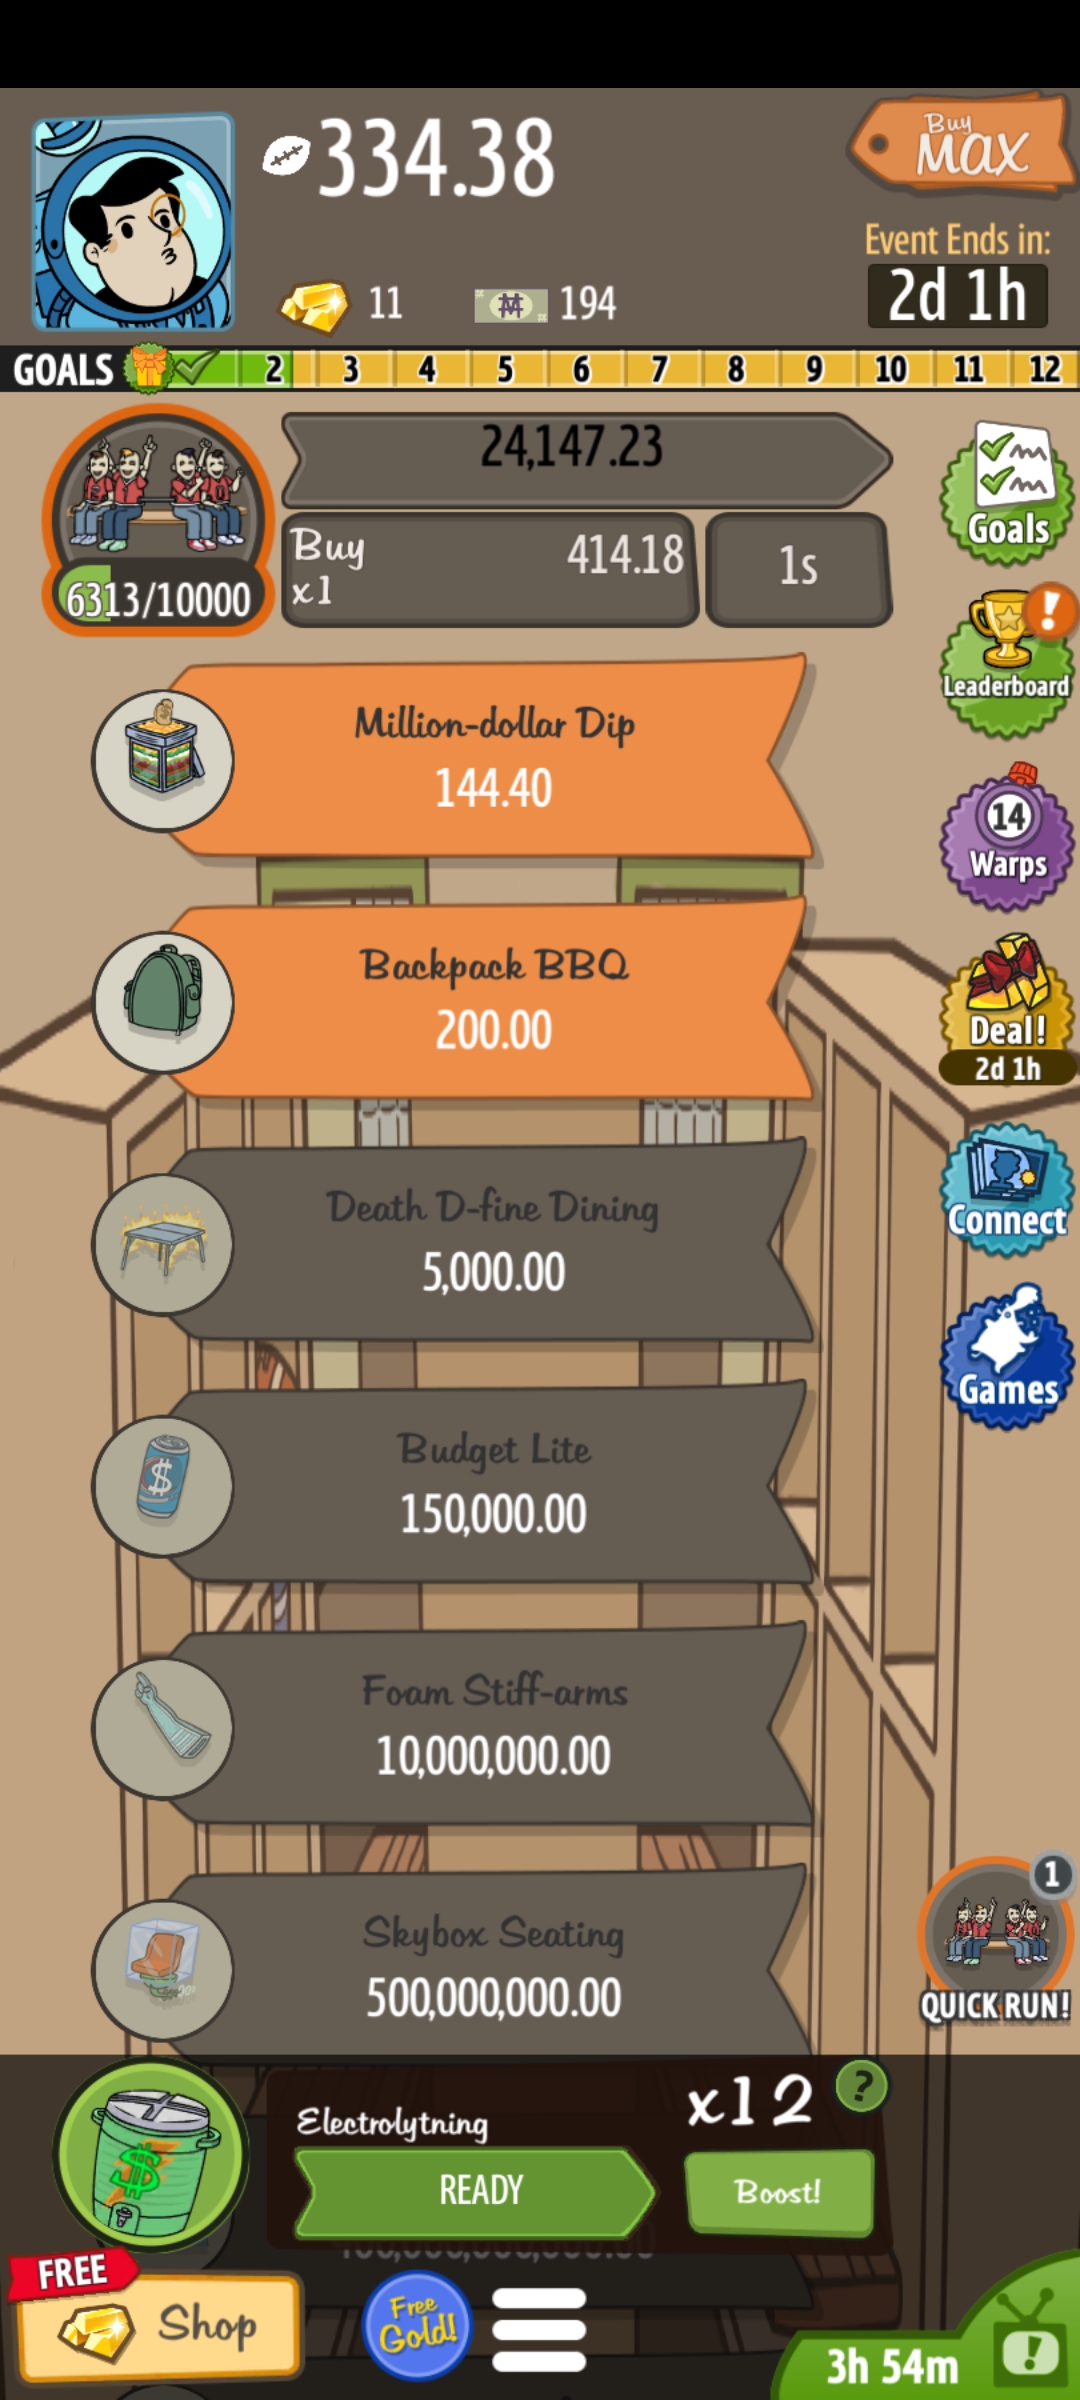 334.38
Buy
MAX
11
194
Event Ends in:
2d 1h
GOALS 2 3 4 5 6 7 8 9 10 11 12
24,147.23
Buy
x1
414.18
1s
6313/10000
Goals
!
Leaderboard
Million-dollar Dip
144.40
14
Warps
Backpack BBQ
200.00
Deal!
2d 1h
Death D-fine Dining
5,000.00
Connect
Budget Lite
150,000.00
$
Games
Foam Stiff-arms
10,000,000.00
Skybox Seating
500,000,000.00
1
QUICK RUN!
Electrolytning
x12
?
$
READY
Boost!
FREE
Shop
Free
Gold!
3h 54m
!